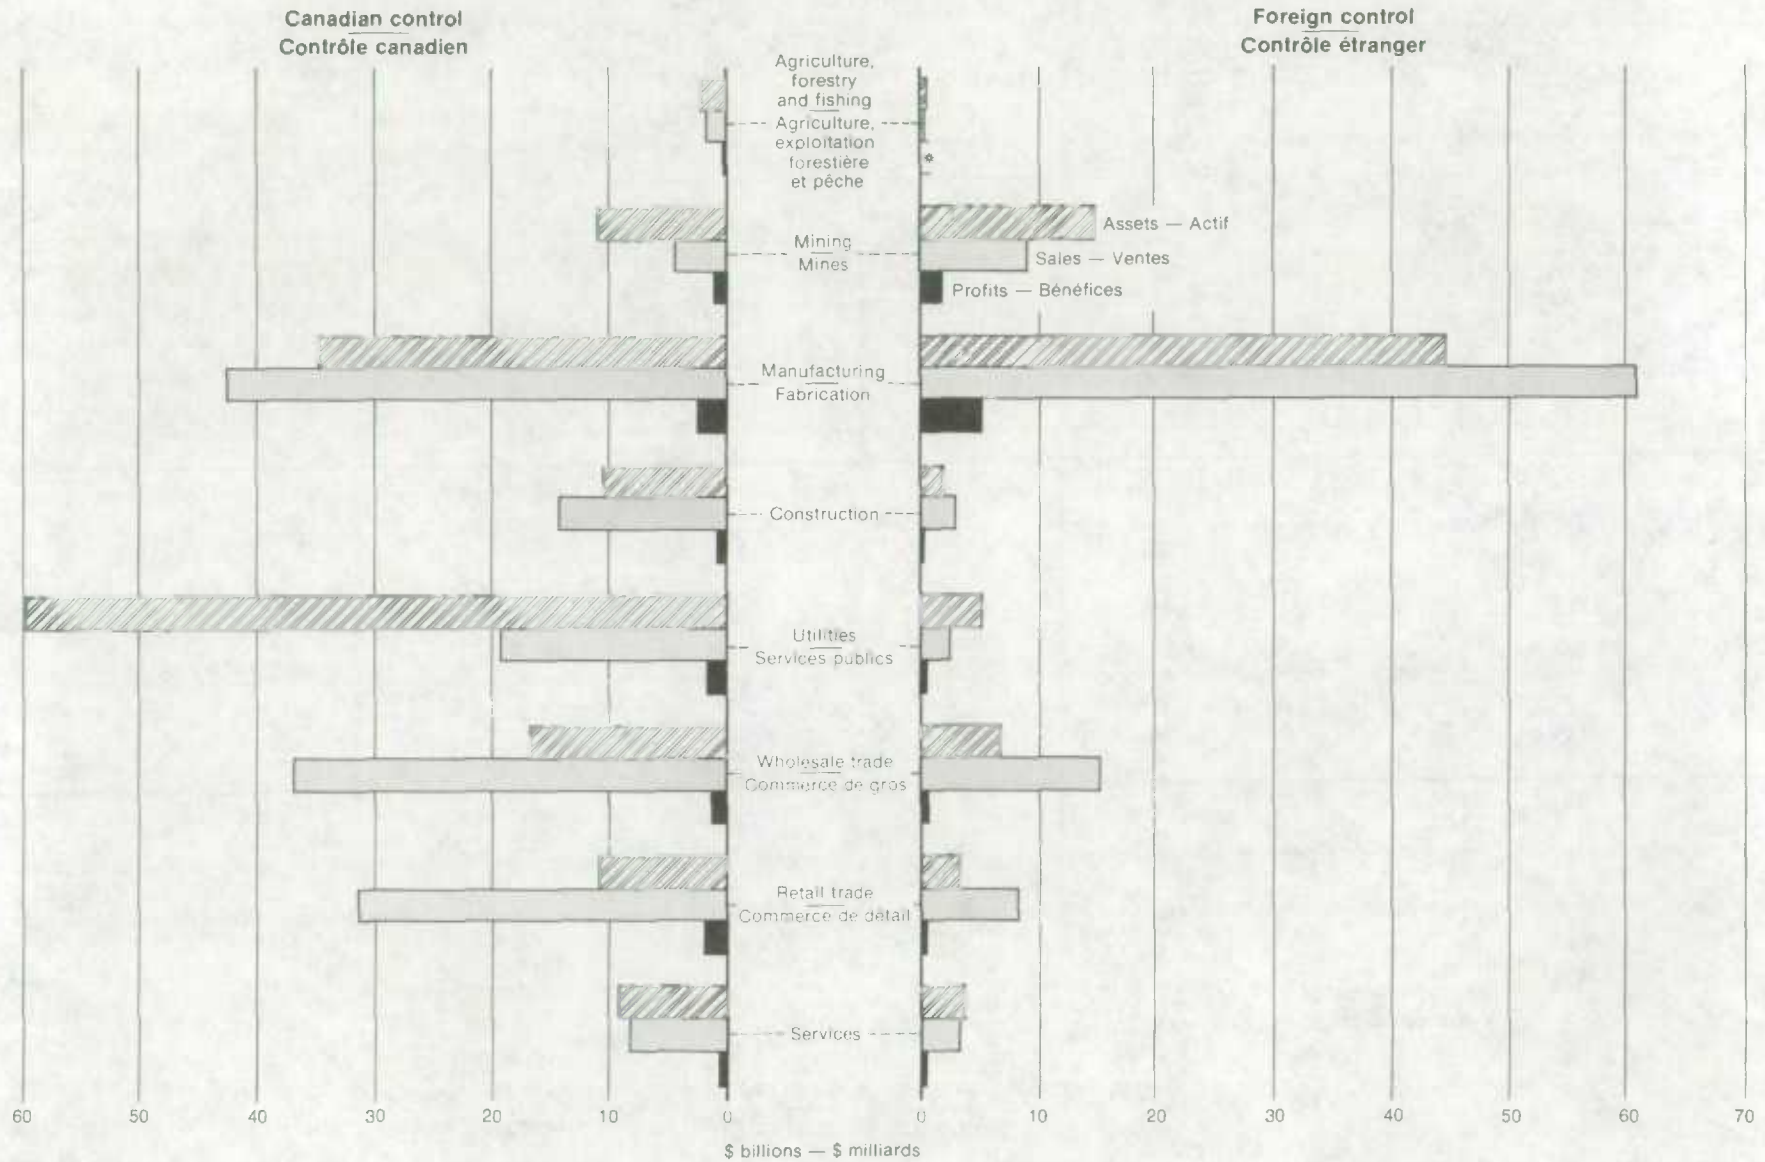 Canadian control
Contrôle canadien
Foreign control
Contrôle étranger
Agriculture,
forestry
and fishing
Agriculture,
exploitation
forestière
et pêche
*
Assets — Actif
Mining
Mines
Sales — Ventes
Profits — Bénéfices
Manufacturing
Fabrication
Construction
Utilities
Services publics
Wholesale trade
Commerce de gros
Retail trade
Commerce de détail
Services
60 50 40 30 20 10 0 0 10 20 30 40 50 60 70
$ billions — $ milliards